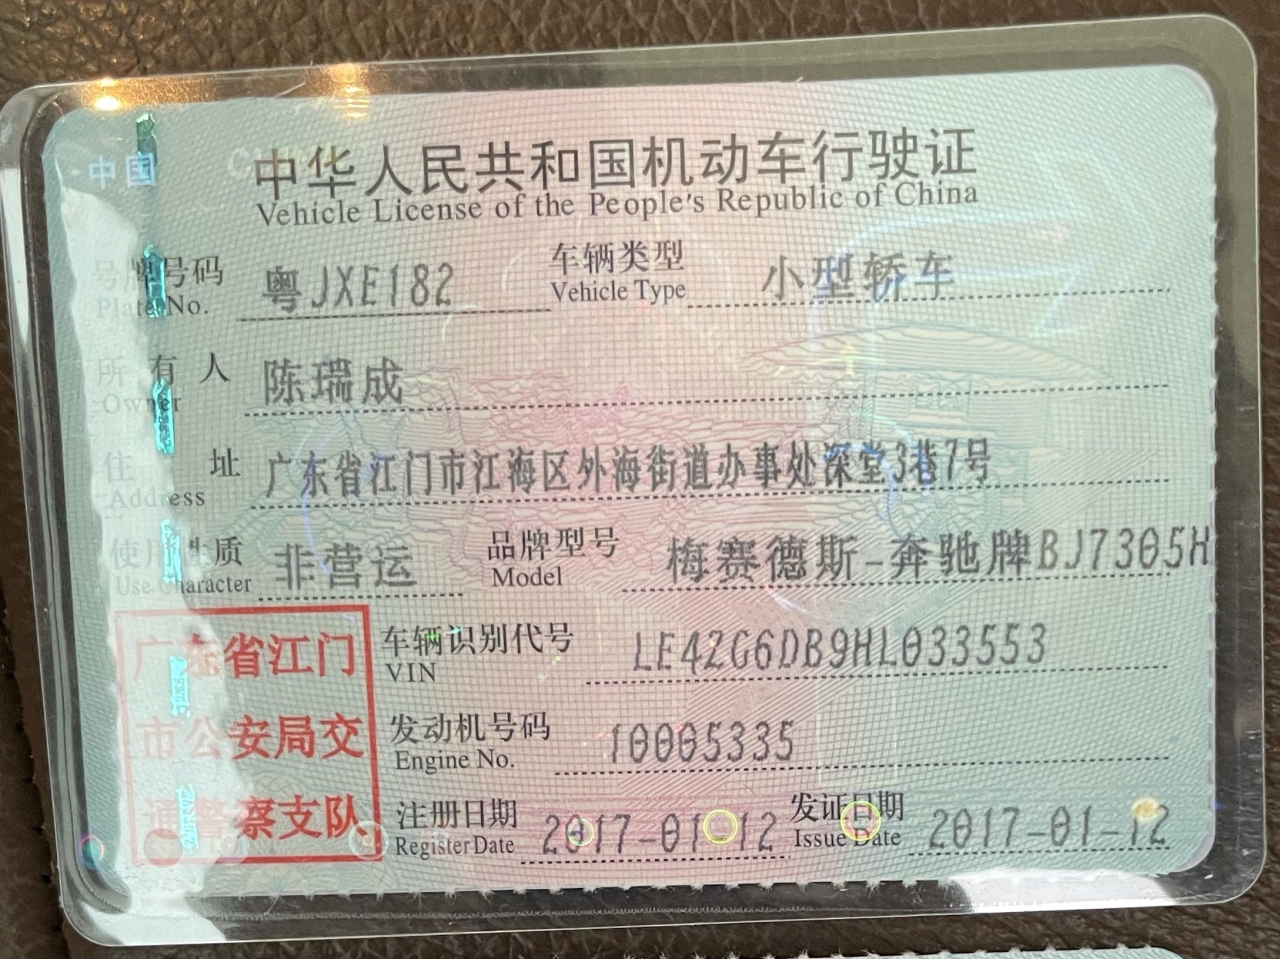 中国
中华人民共和国机动车行驶证
Vehicle License of the People's Republic of China
号牌号码 粤JXE182 车辆类型 小型轿车
Plate No. Vehicle Type
所有人 陈瑞成
Owner
住址 广东省江门市江海区外海街道办事处深堂3巷7号
Address
使用性质 非营运 品牌型号 梅赛德斯-奔驰牌BJ7305H
Use Character Model
广东省江门 车辆识别代号 LE4ZG6DB9HL033553
VIN
市公安局交 发动机号码 10005335
Engine No.
通警察支队 注册日期 2017-01-12 发证日期 2017-01-12
Register Date Issue Date